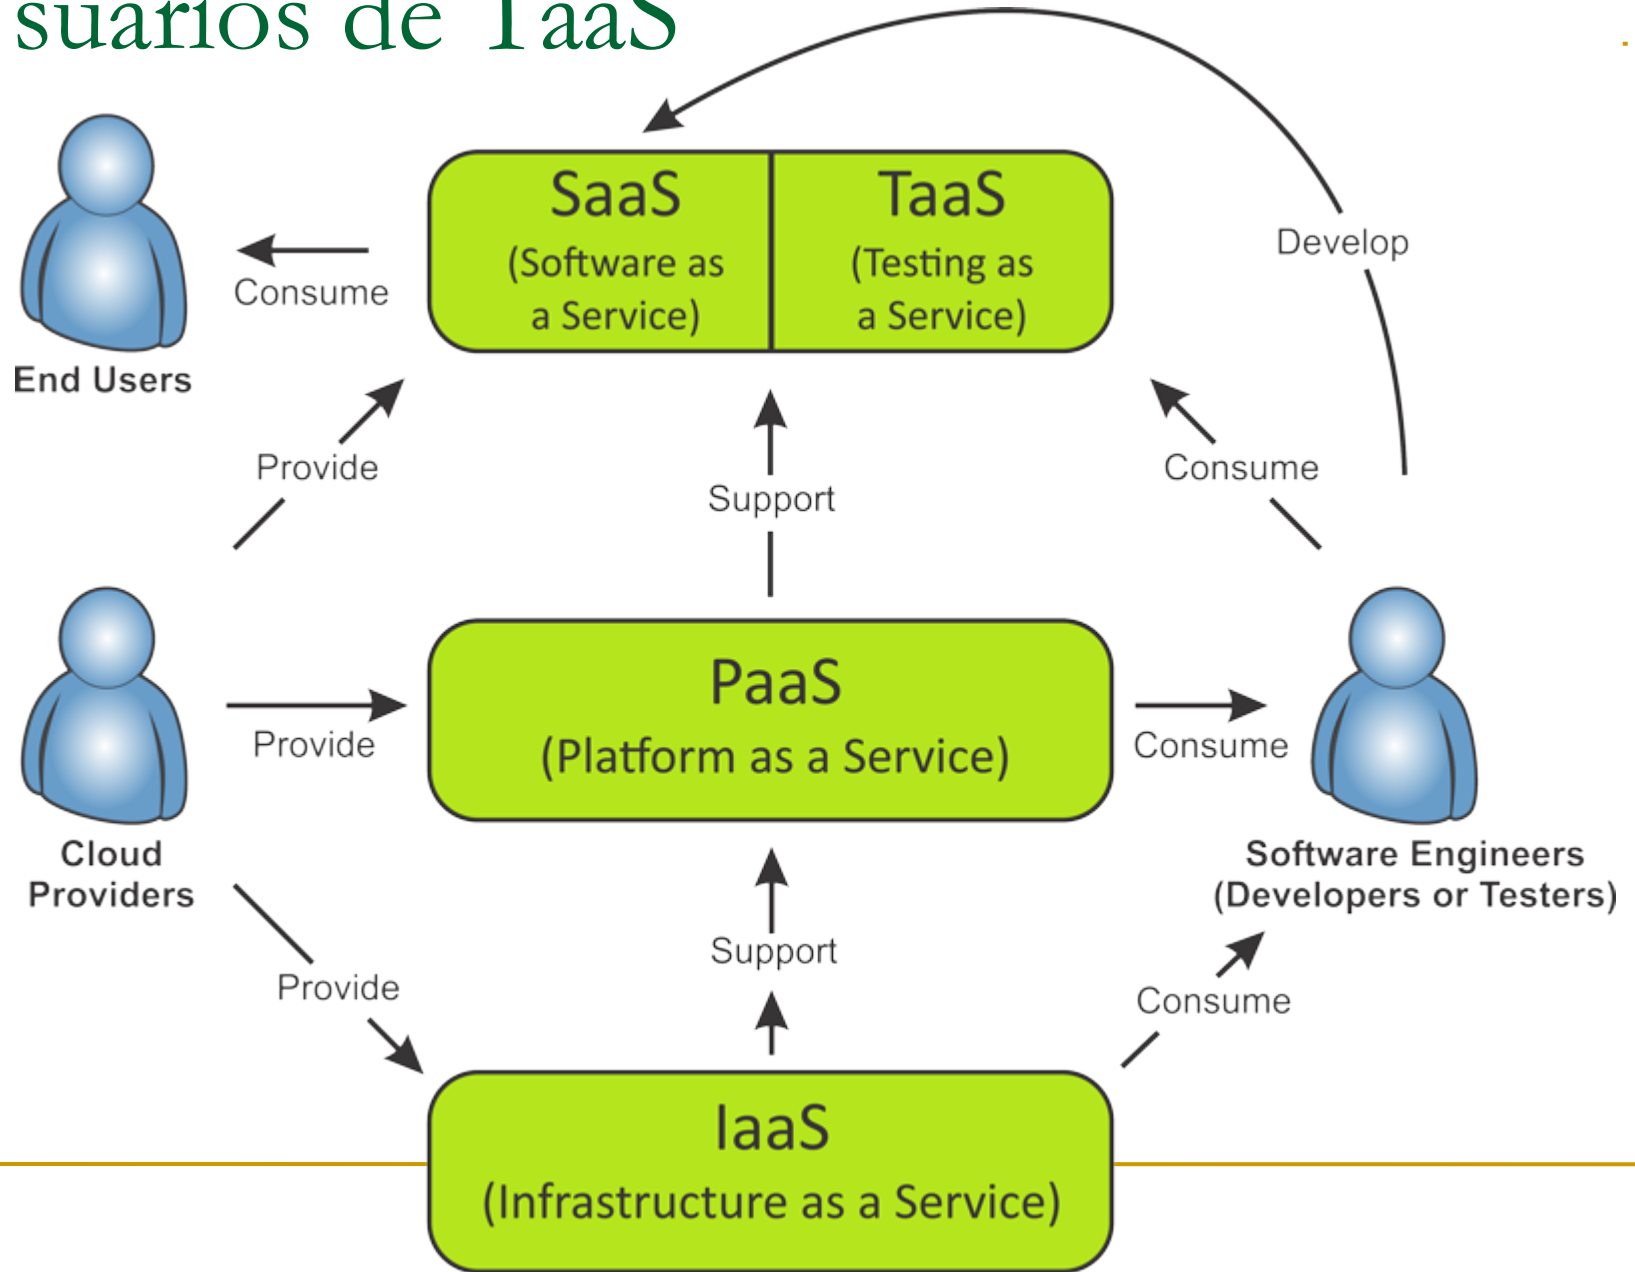 suarios de TaaS
SaaS
(Software as
a Service)
TaaS
(Testing as
a Service)
Develop
Consume
End Users
Provide
Support
Consume
PaaS
(Platform as a Service)
Provide
Consume
Cloud
Providers
Software Engineers
(Developers or Testers)
Support
Provide
Consume
IaaS
(Infrastructure as a Service)